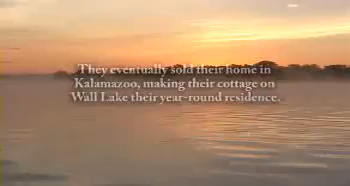 They eventually sold their home in
Kalamazoo, making their cottage on
Wall Lake their year-round residence.